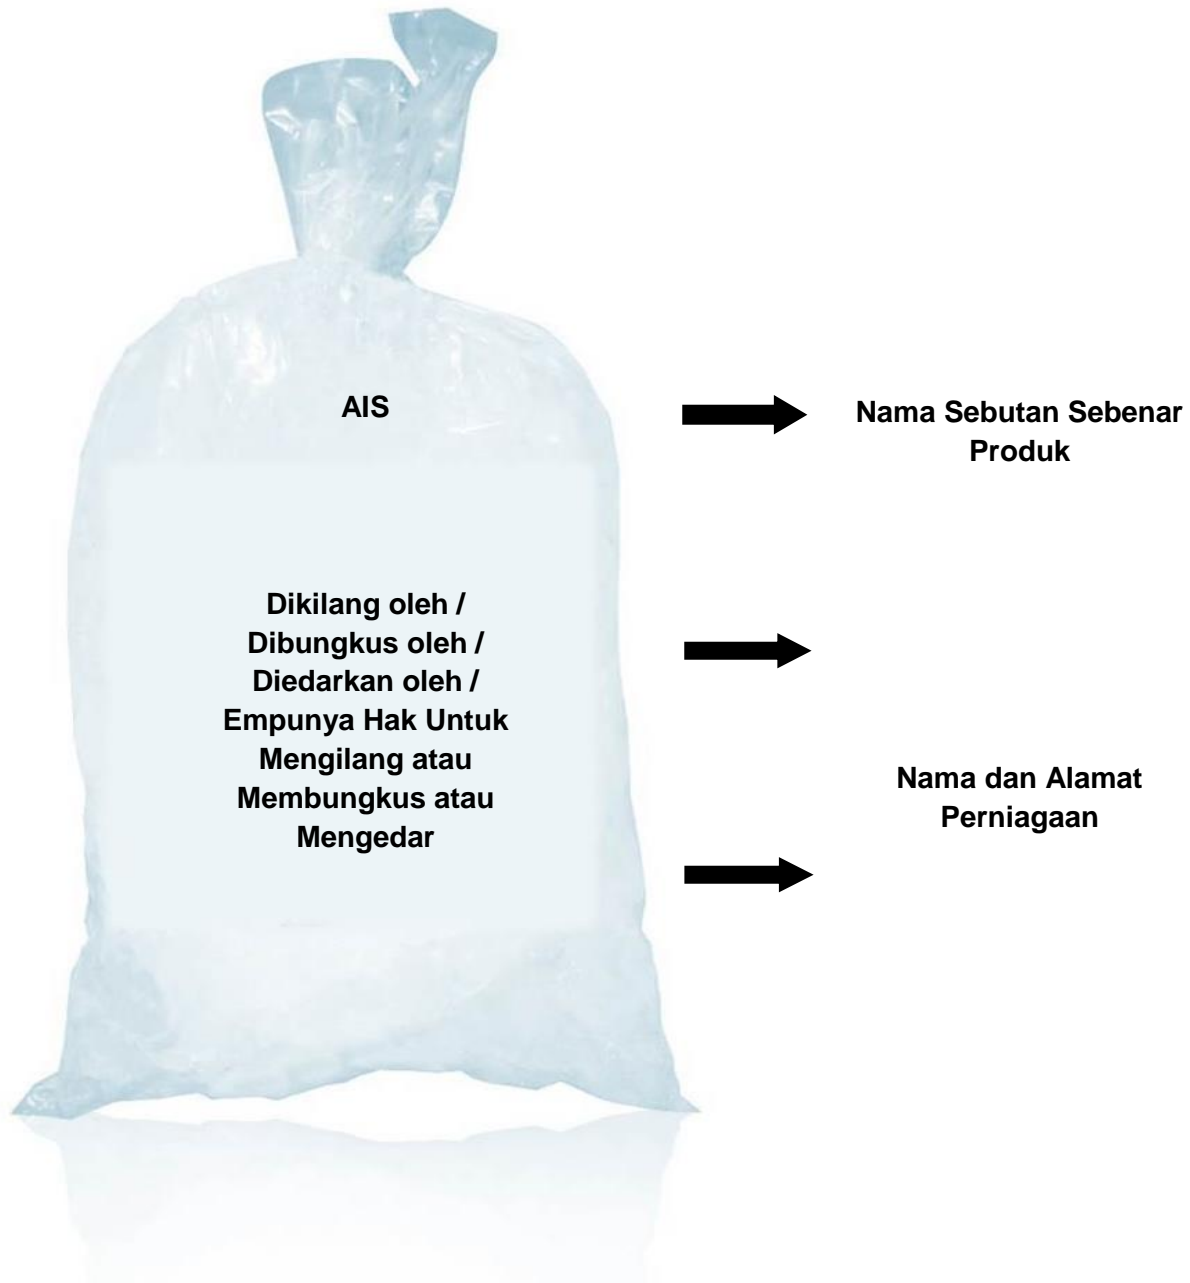 AIS
Nama Sebutan Sebenar
Produk
Dikilang oleh /
Dibungkus oleh /
Diedarkan oleh /
Empunya Hak Untuk
Mengilang atau
Membungkus atau
Mengedar
Nama dan Alamat
Perniagaan